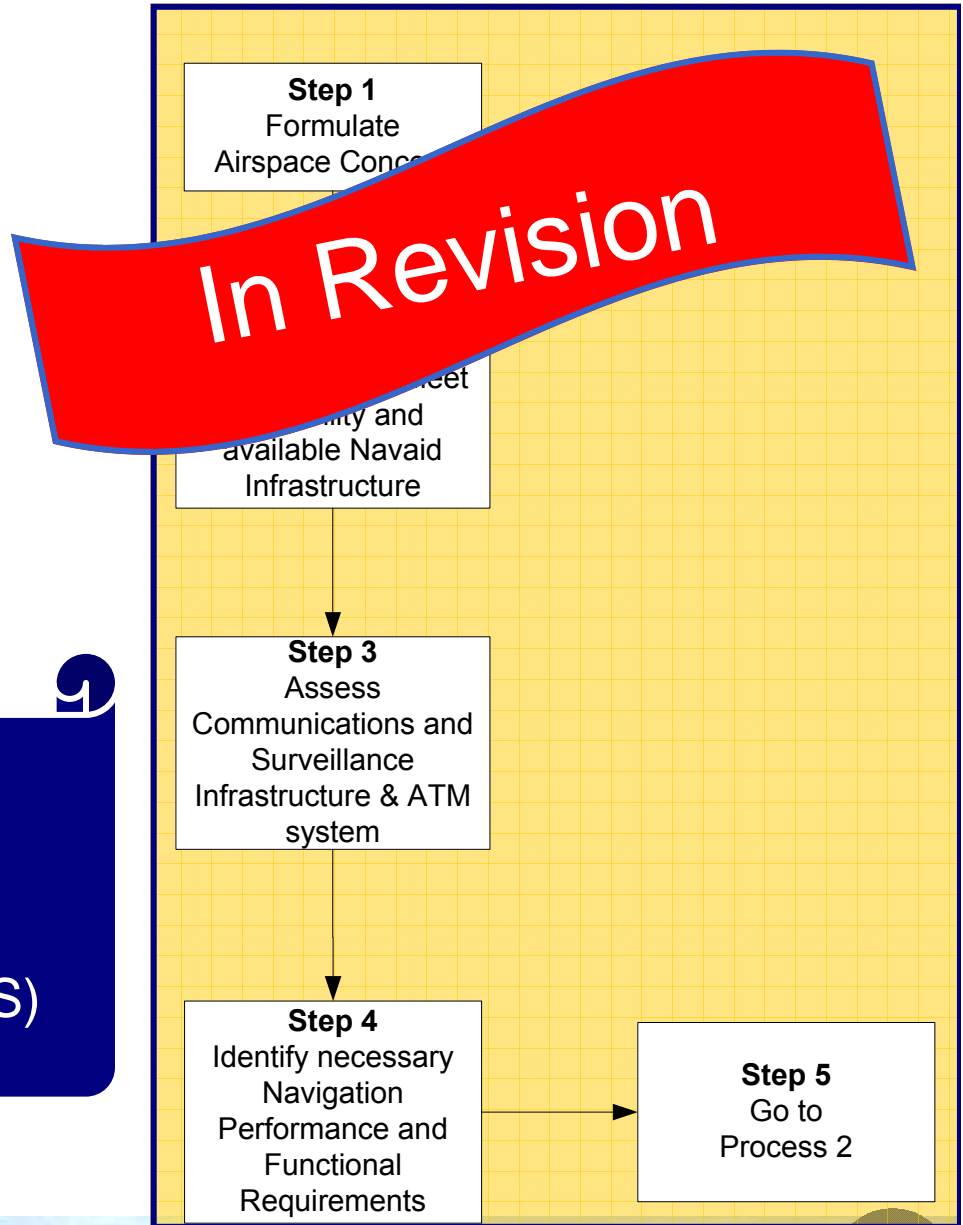 Step 1
Formulate
Airspace
In Revision
and
available Navaid
Infrastructure
Step 3
Assess
Communications and
Surveillance
Infrastructure & ATM
system
S)
Step 4
Identify necessary
Navigation
Performance and
Functional
Requirements
Step 5
Go to
Process 2